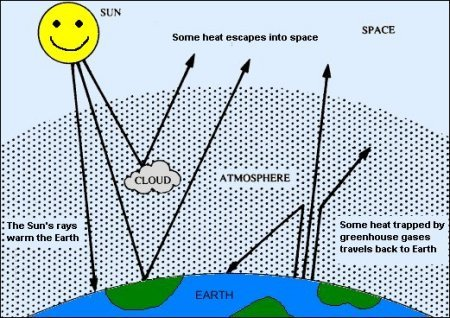 SUN
SPACE
Some heat escapes into space
CLOUD
ATMOSPHERE
The Sun's rays
warm the Earth
Some heat trapped by
greenhouse gases
travels back to Earth
EARTH